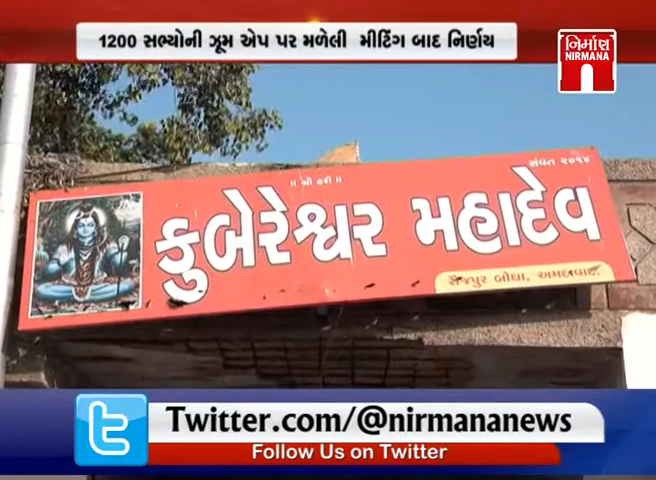 1200 સભ્યોની ઝૂમ એપ પર મળેલી મીટિંગ બાદ નિર્ણય
નિર્માણ
NIRMANA
સંવત ૨૦૧૪
॥ શ્રી હરી ॥
કુબેરેશ્વર મહાદેવ
સૈજપુર બોઘા, અમદાવાદ.
Twitter.com/@nirmananews
Follow Us on Twitter